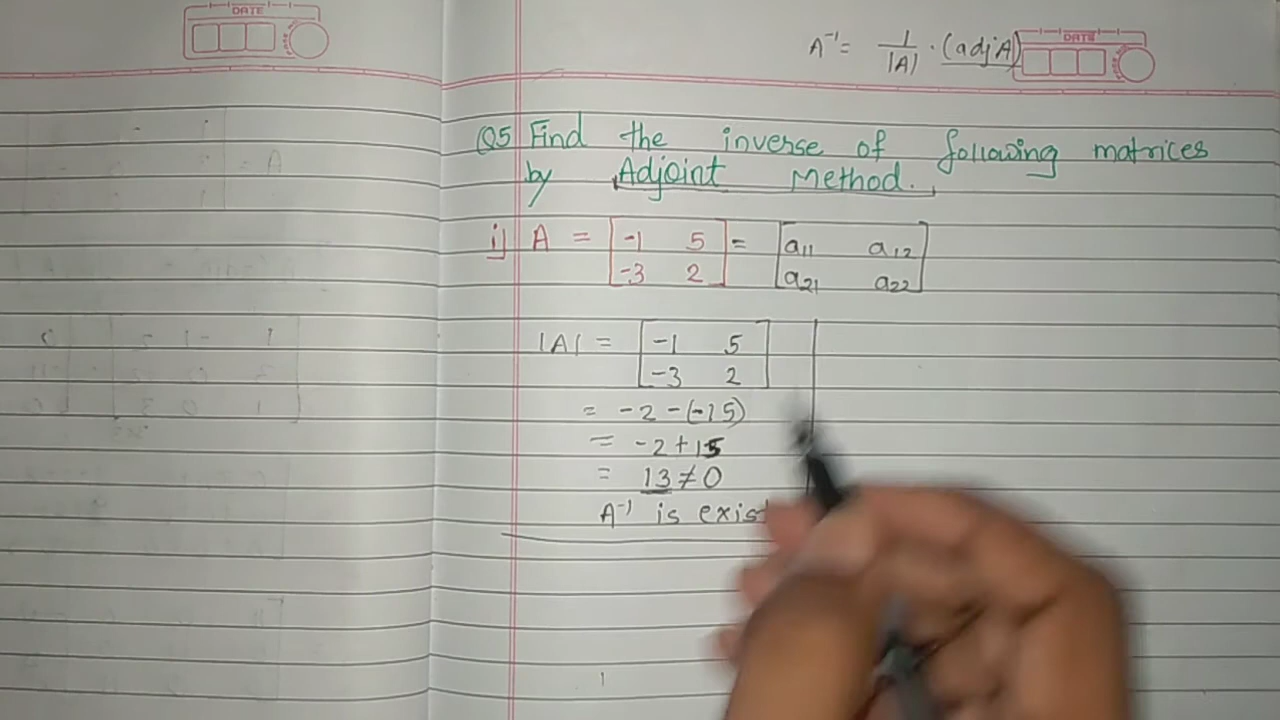 DATE
DATE
A⁻¹ = 1/|A| · (adj A)
Q5 Find the inverse of following matrices
by Adjoint Method.
i) A = [-1 5 = [a11 a12
-3 2] a21 a22]
|A| = [-1 5
-3 2]
= -2 - (-15)
= -2 + 15
= 13 ≠ 0
A⁻¹ is exist